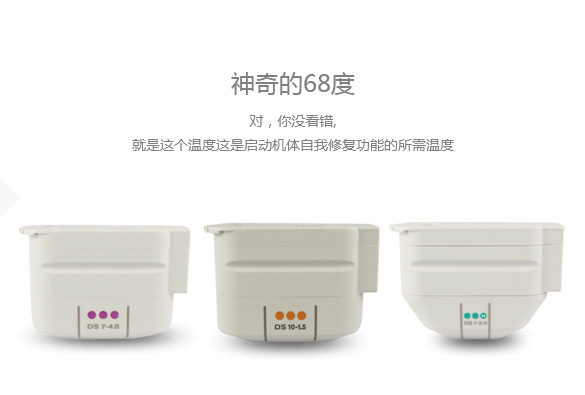 神奇的68度
对，你没看错,
就是这个温度这是启动机体自我修复功能的所需温度
DS 7-4.5
DS 10-1.5
DS 7-3.0